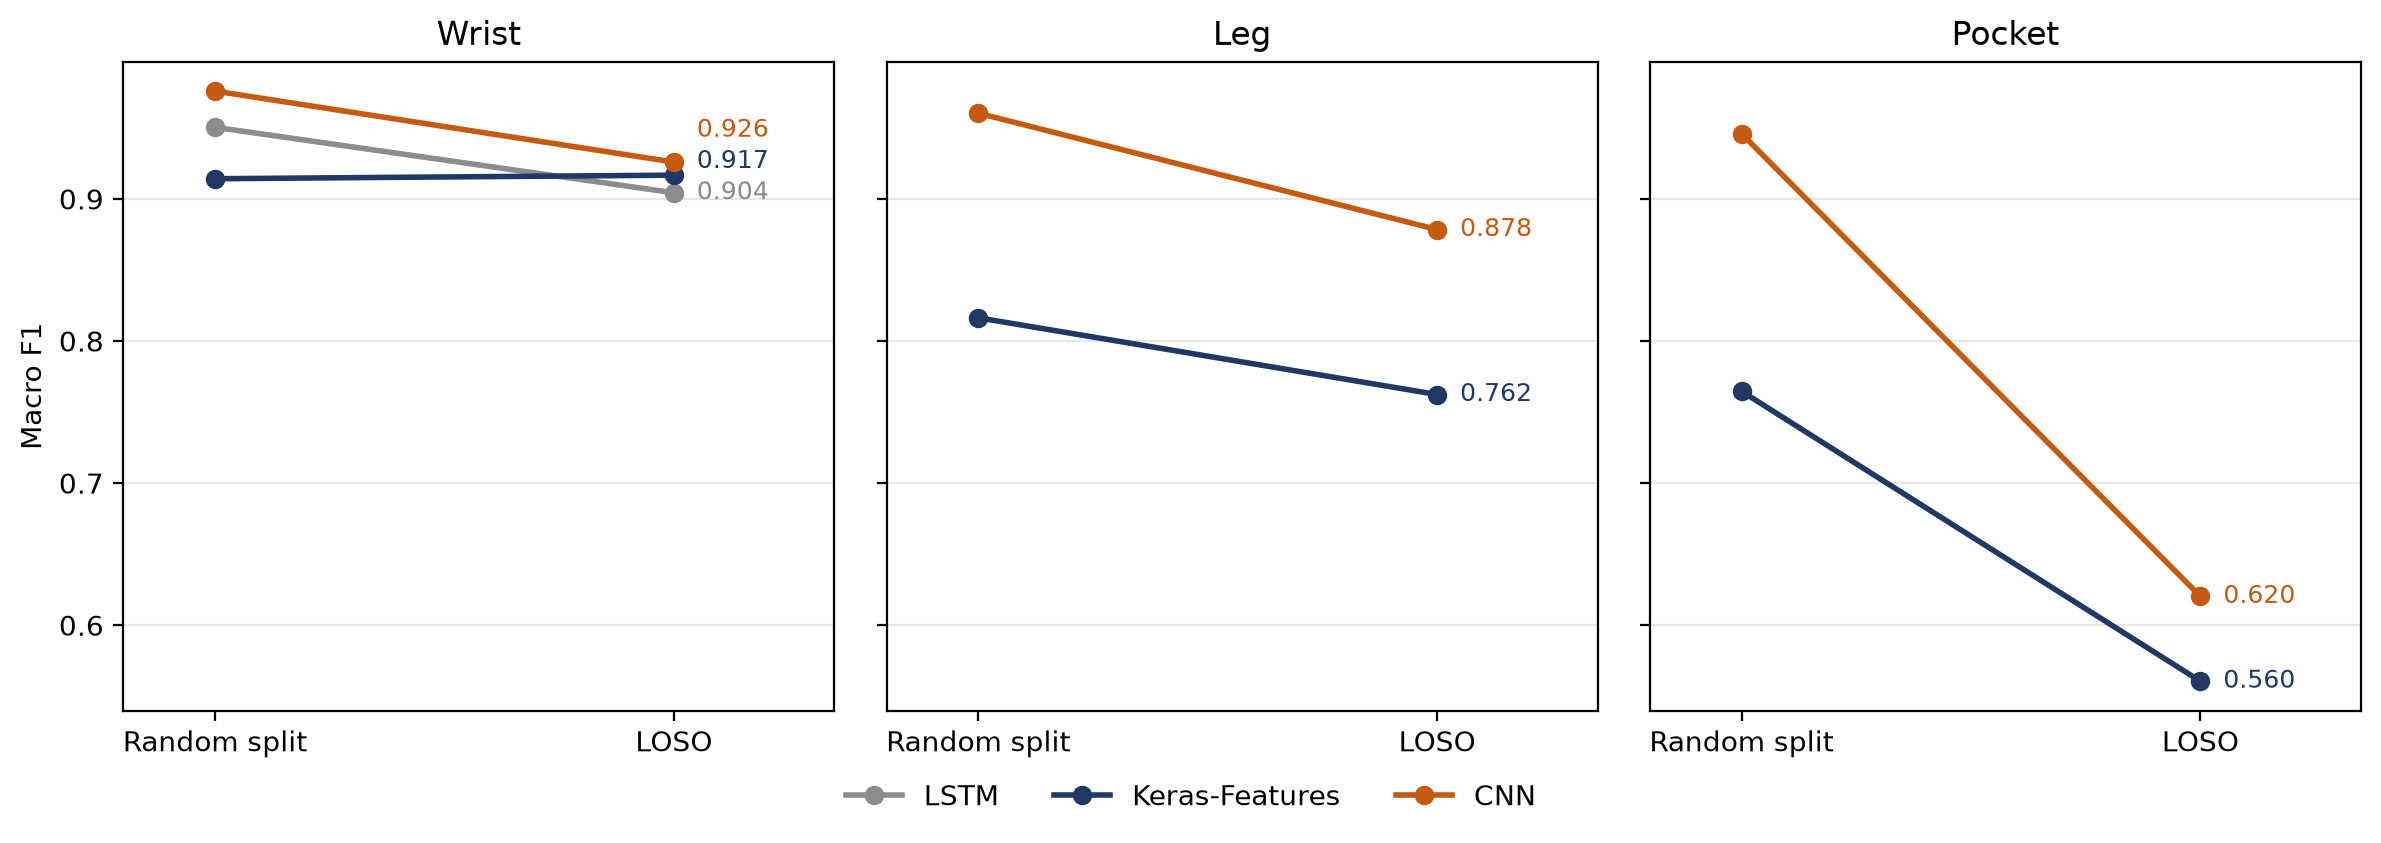 Wrist
Leg
Pocket
Macro F1
0.9
0.8
0.7
0.6
0.926
0.917
0.904
0.878
0.762
0.620
0.560
Random split
LOSO
Random split
LOSO
Random split
LOSO
LSTM
Keras-Features
CNN